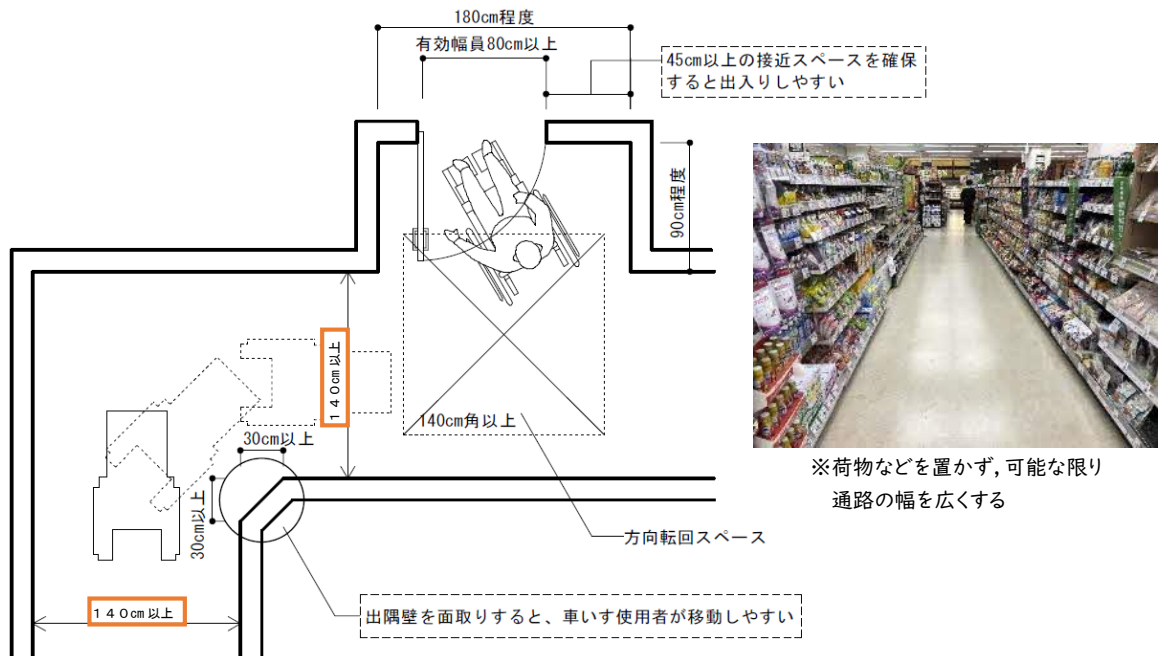 180cm程度
有効幅員80cm以上
45cm以上の接近スペースを確保
すると出入りしやすい
90cm程度
140cm以上
140cm角以上
30cm以上
30cm以上
※荷物などを置かず,可能な限り
通路の幅を広くする
方向転回スペース
140cm以上
出隅壁を面取りすると、車いす使用者が移動しやすい